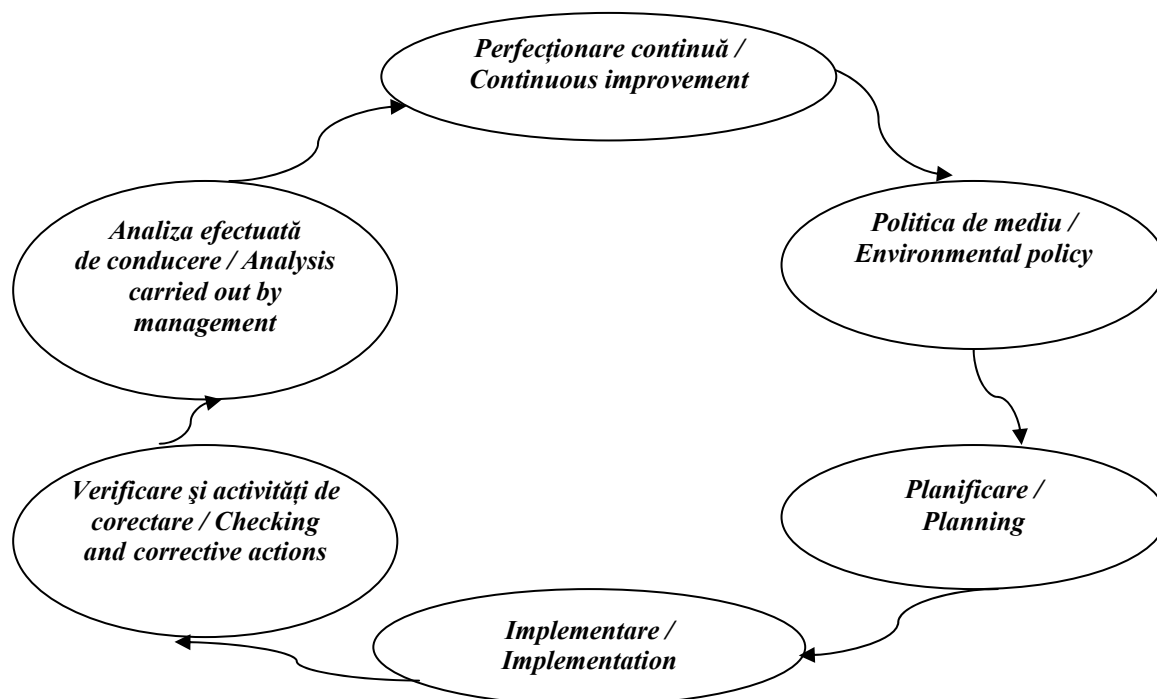 Perfecționare continuă /
Continuous improvement
Politica de mediu /
Environmental policy
Planificare /
Planning
Implementare /
Implementation
Verificare şi activități de
corectare / Checking
and corrective actions
Analiza efectuată
de conducere / Analysis
carried out by
management